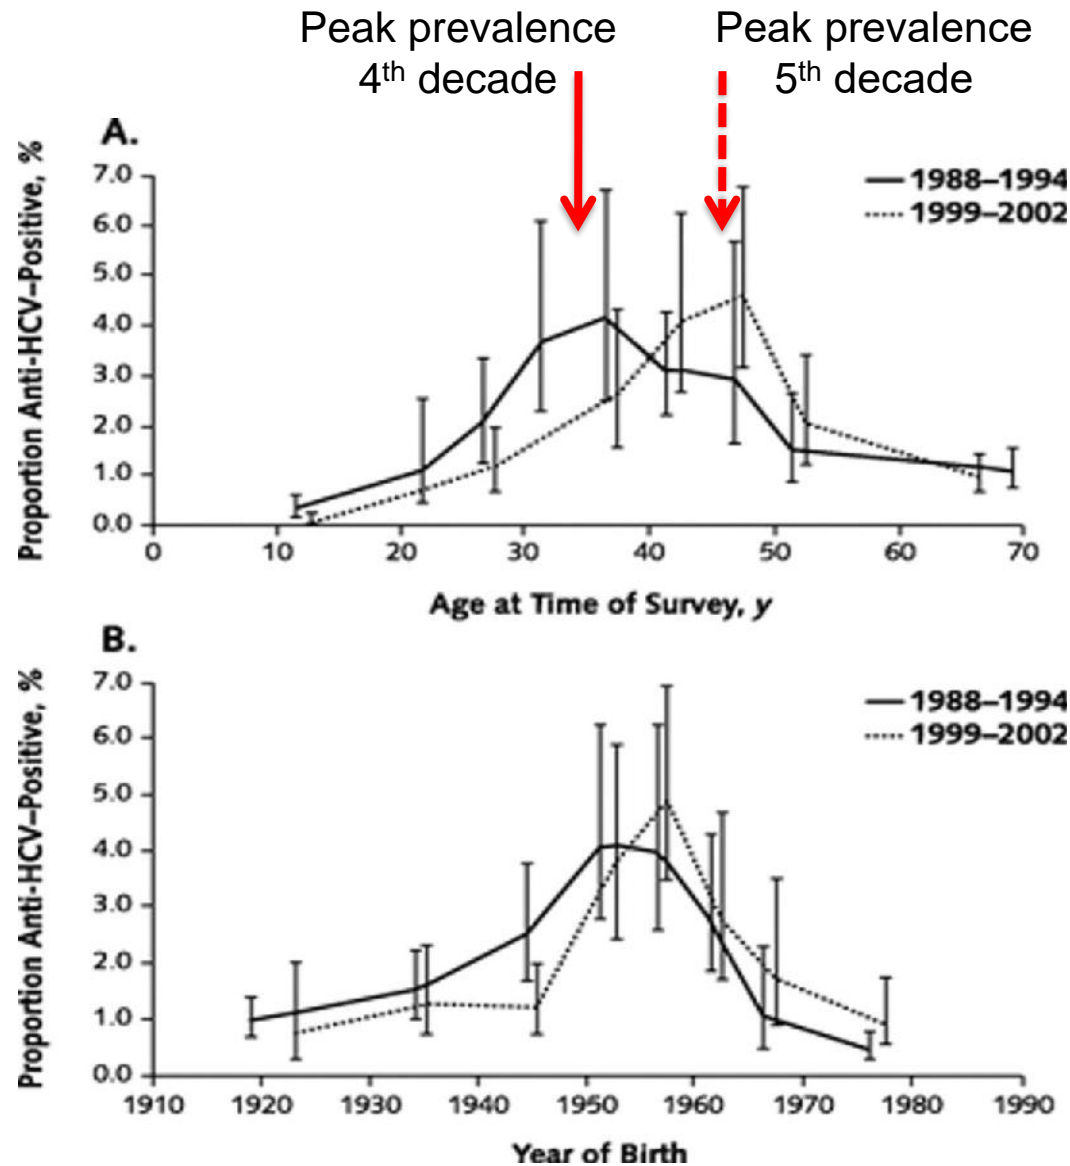 Peak prevalence
4th decade
Peak prevalence
5th decade
A.
Proportion Anti-HCV–Positive, %
7.0
6.0
5.0
4.0
3.0
2.0
1.0
0.0
1988–1994
1999–2002
0 10 20 30 40 50 60 70
Age at Time of Survey, y
B.
Proportion Anti-HCV–Positive, %
7.0
6.0
5.0
4.0
3.0
2.0
1.0
0.0
1988–1994
1999–2002
1910 1920 1930 1940 1950 1960 1970 1980 1990
Year of Birth